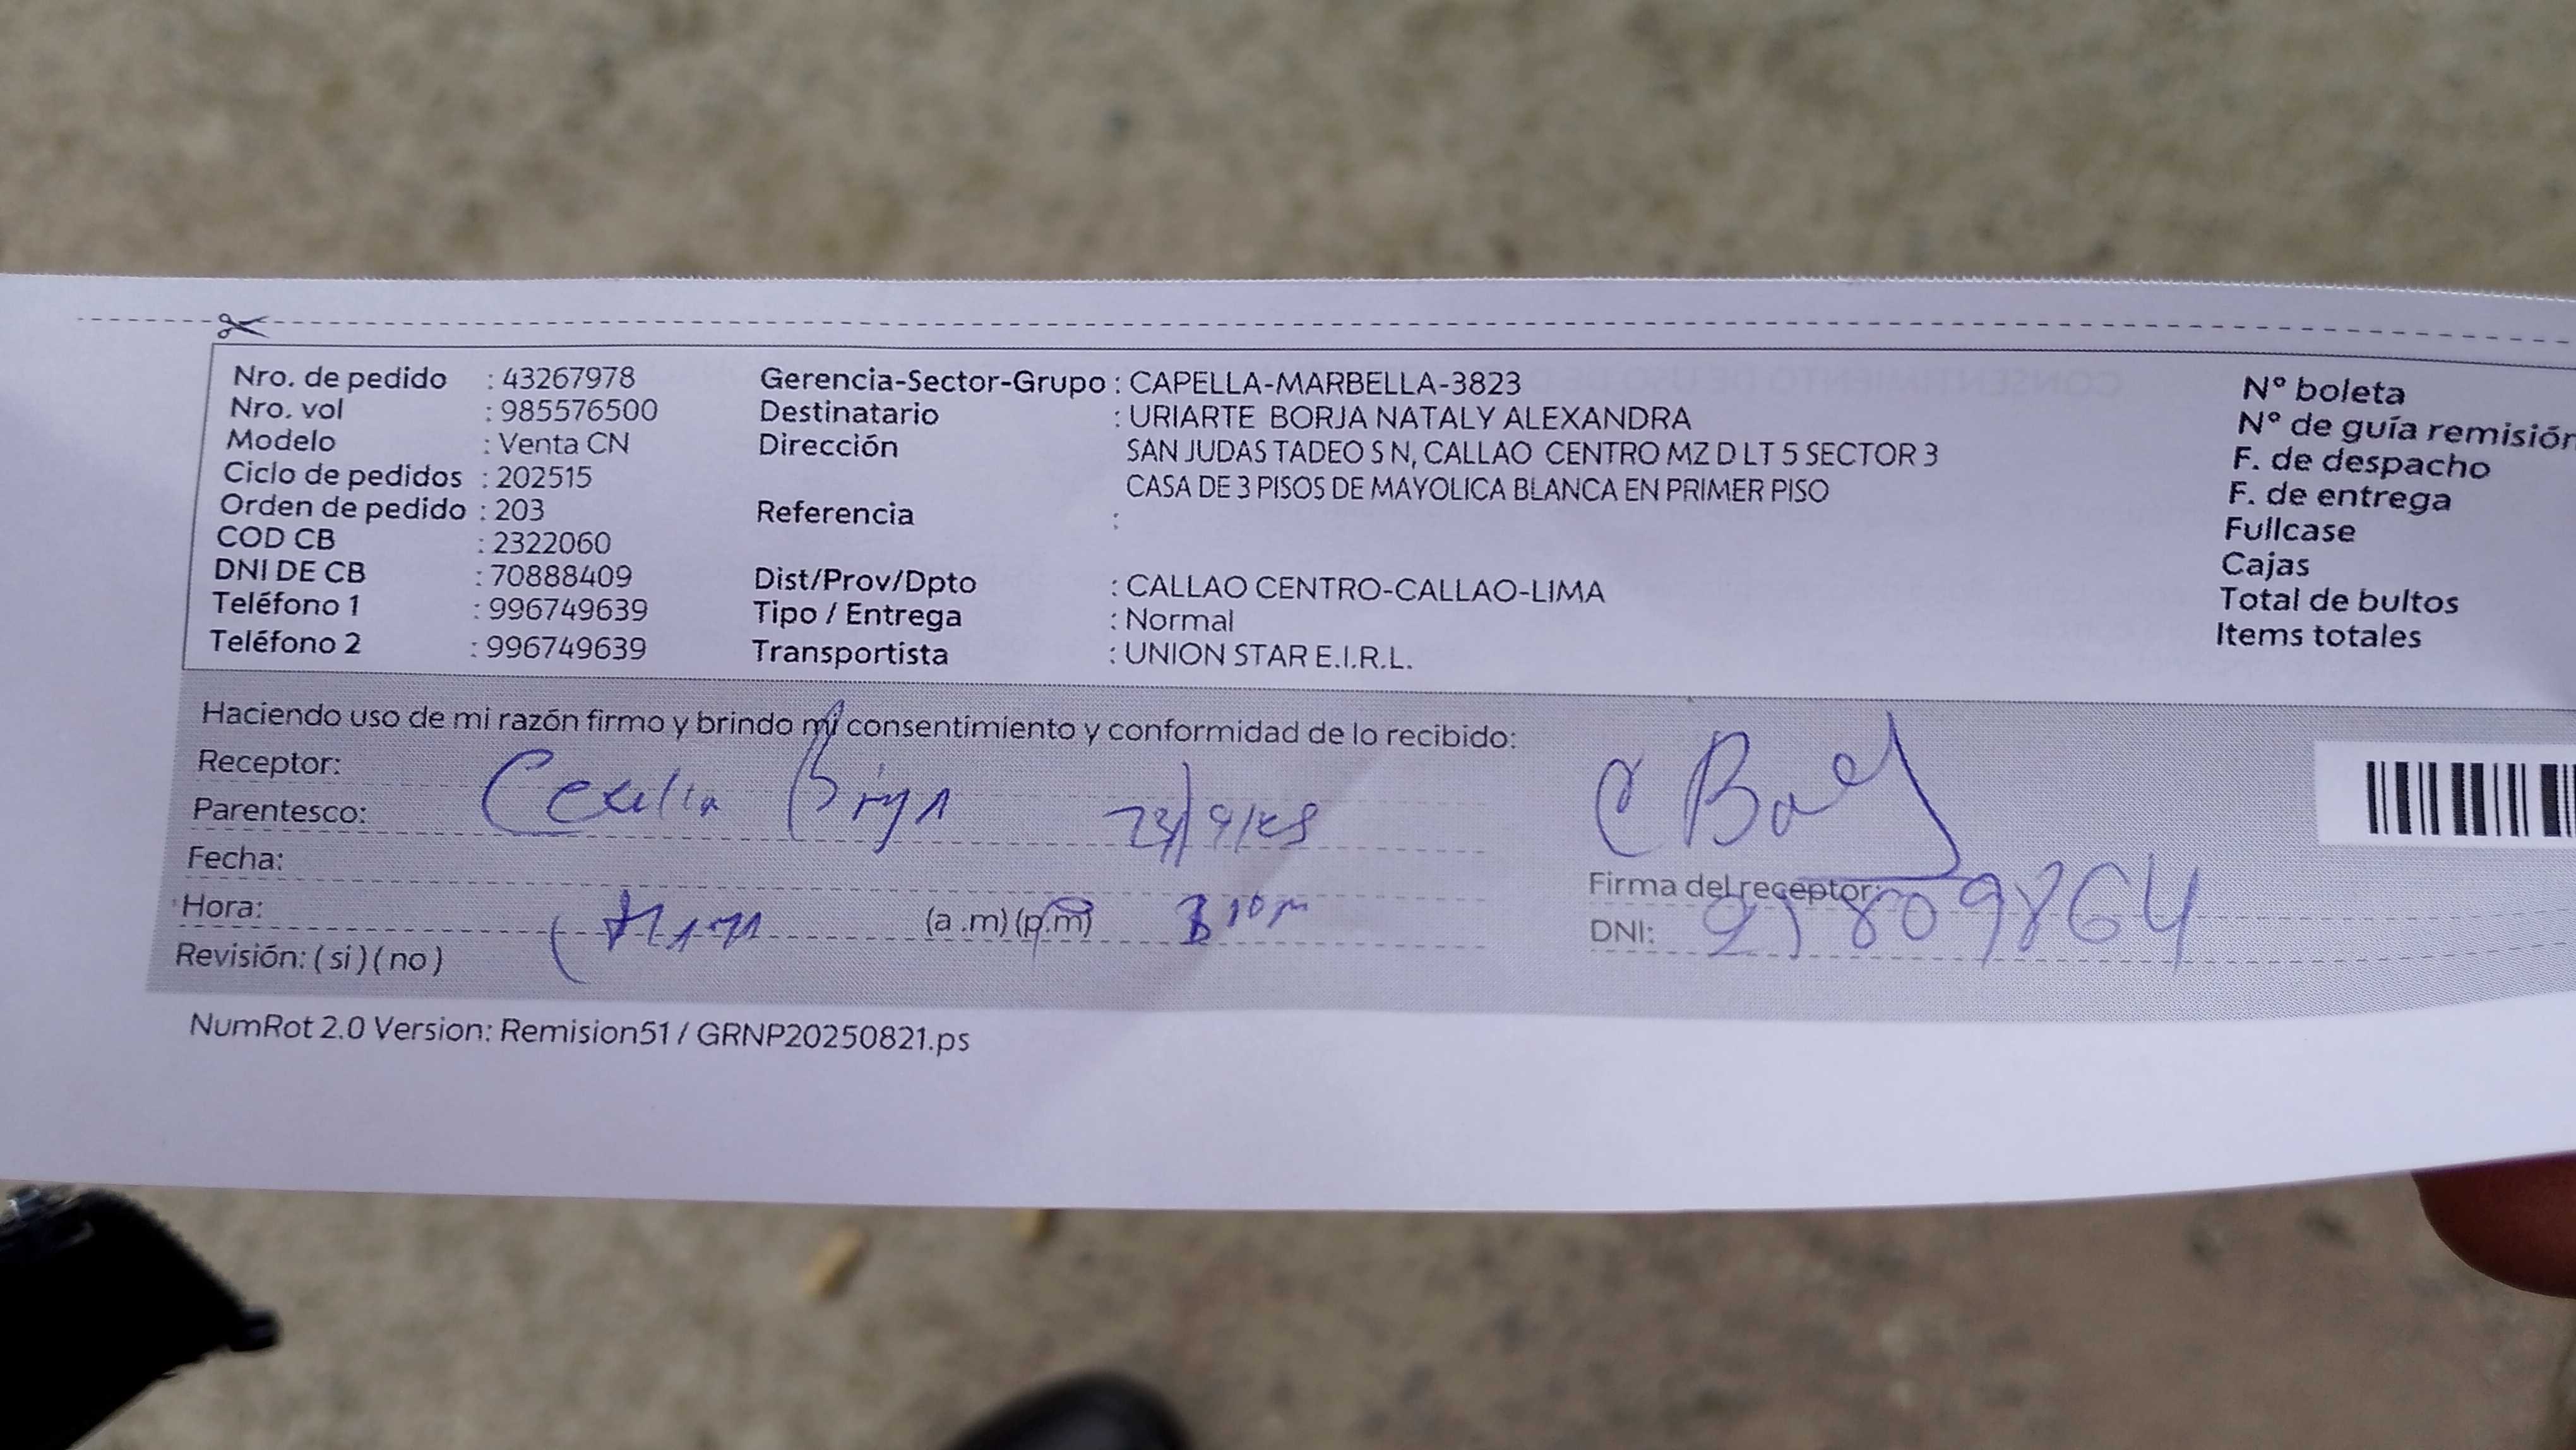 Nro. de pedido : 43267978
Nro. vol : 985576500
Modelo : Venta CN
Ciclo de pedidos : 202515
Orden de pedido : 203
COD CB : 2322060
DNI DE CB : 70888409
Teléfono 1 : 996749639
Teléfono 2 : 996749639
Gerencia-Sector-Grupo : CAPELLA-MARBELLA-3823
Destinatario : URIARTE BORJA NATALY ALEXANDRA
Dirección SAN JUDAS TADEO S N, CALLAO CENTRO MZ D LT 5 SECTOR 3
CASA DE 3 PISOS DE MAYOLICA BLANCA EN PRIMER PISO
Referencia :
Dist/Prov/Dpto : CALLAO CENTRO-CALLAO-LIMA
Tipo / Entrega : Normal
Transportista : UNION STAR E.I.R.L.
N° boleta
N° de guía remisión
F. de despacho
F. de entrega
Fullcase
Cajas
Total de bultos
Items totales
Haciendo uso de mi razón firmo y brindo mi consentimiento y conformidad de lo recibido:
Receptor:
Parentesco:
Fecha:
Hora: (a .m) (p.m)
Revisión: ( si ) ( no )
Firma del receptor:
DNI:
NumRot 2.0 Version: Remision51 / GRNP20250821.ps